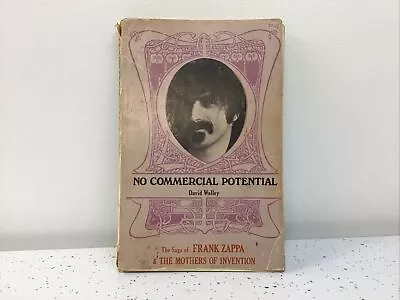 NO COMMERCIAL POTENTIAL
David Walley
The Saga of FRANK ZAPPA
& THE MOTHERS OF INVENTION